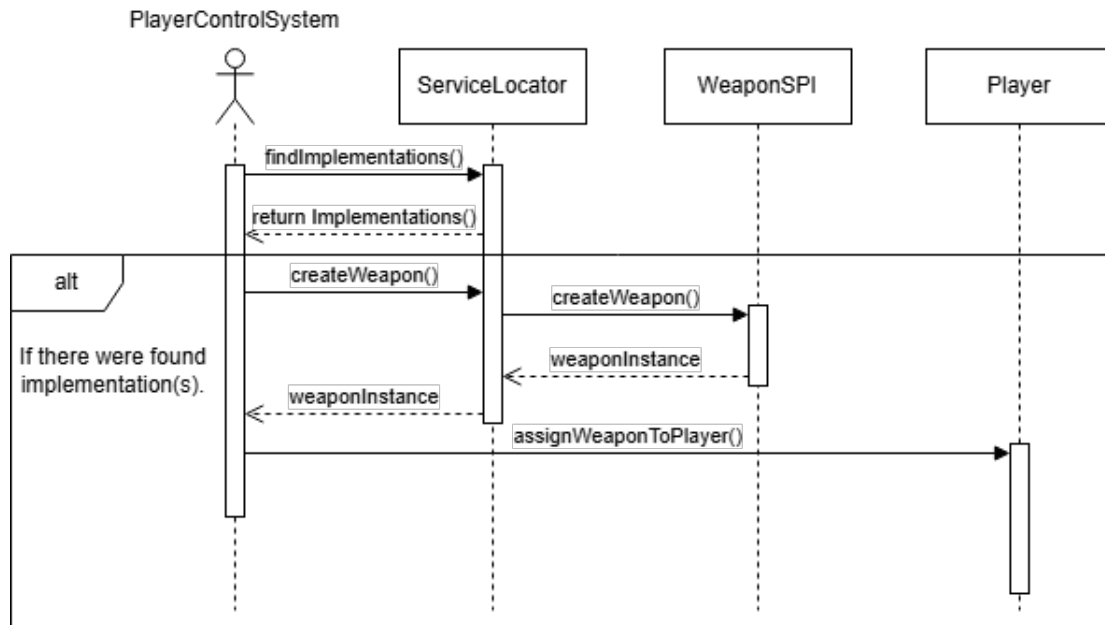 PlayerControlSystem
ServiceLocator
WeaponSPI
Player
findImplementations()
return Implementations()
alt
createWeapon()
createWeapon()
If there were found
implementation(s).
weaponInstance
weaponInstance
assignWeaponToPlayer()